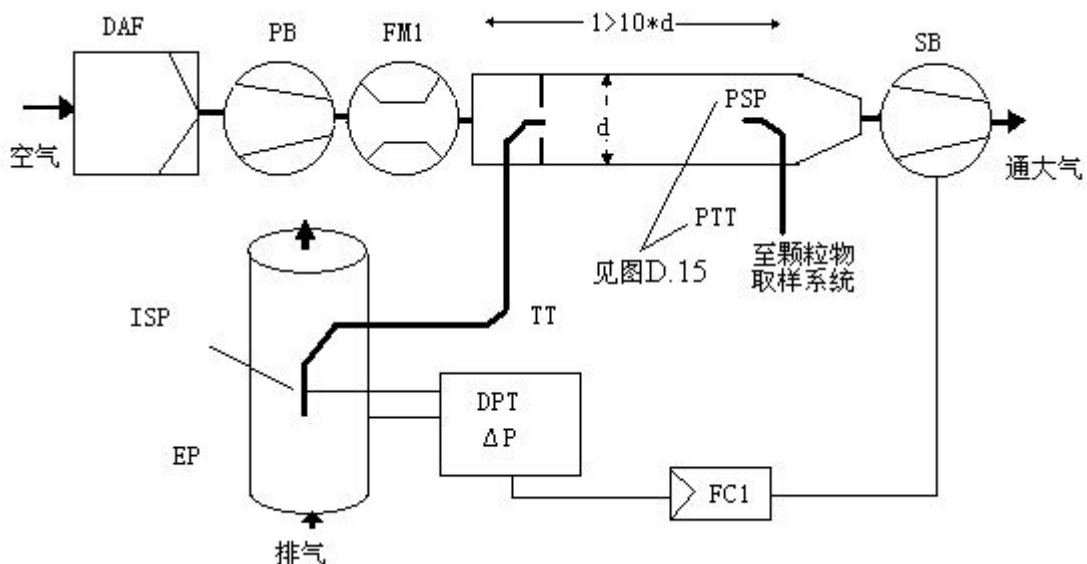 DAF
PB
FM1
1>10*d
SB
空气
d
PSP
PTT
见图D.15
至颗粒物
取样系统
通大气
ISP
TT
DPT
ΔP
EP
FC1
排气